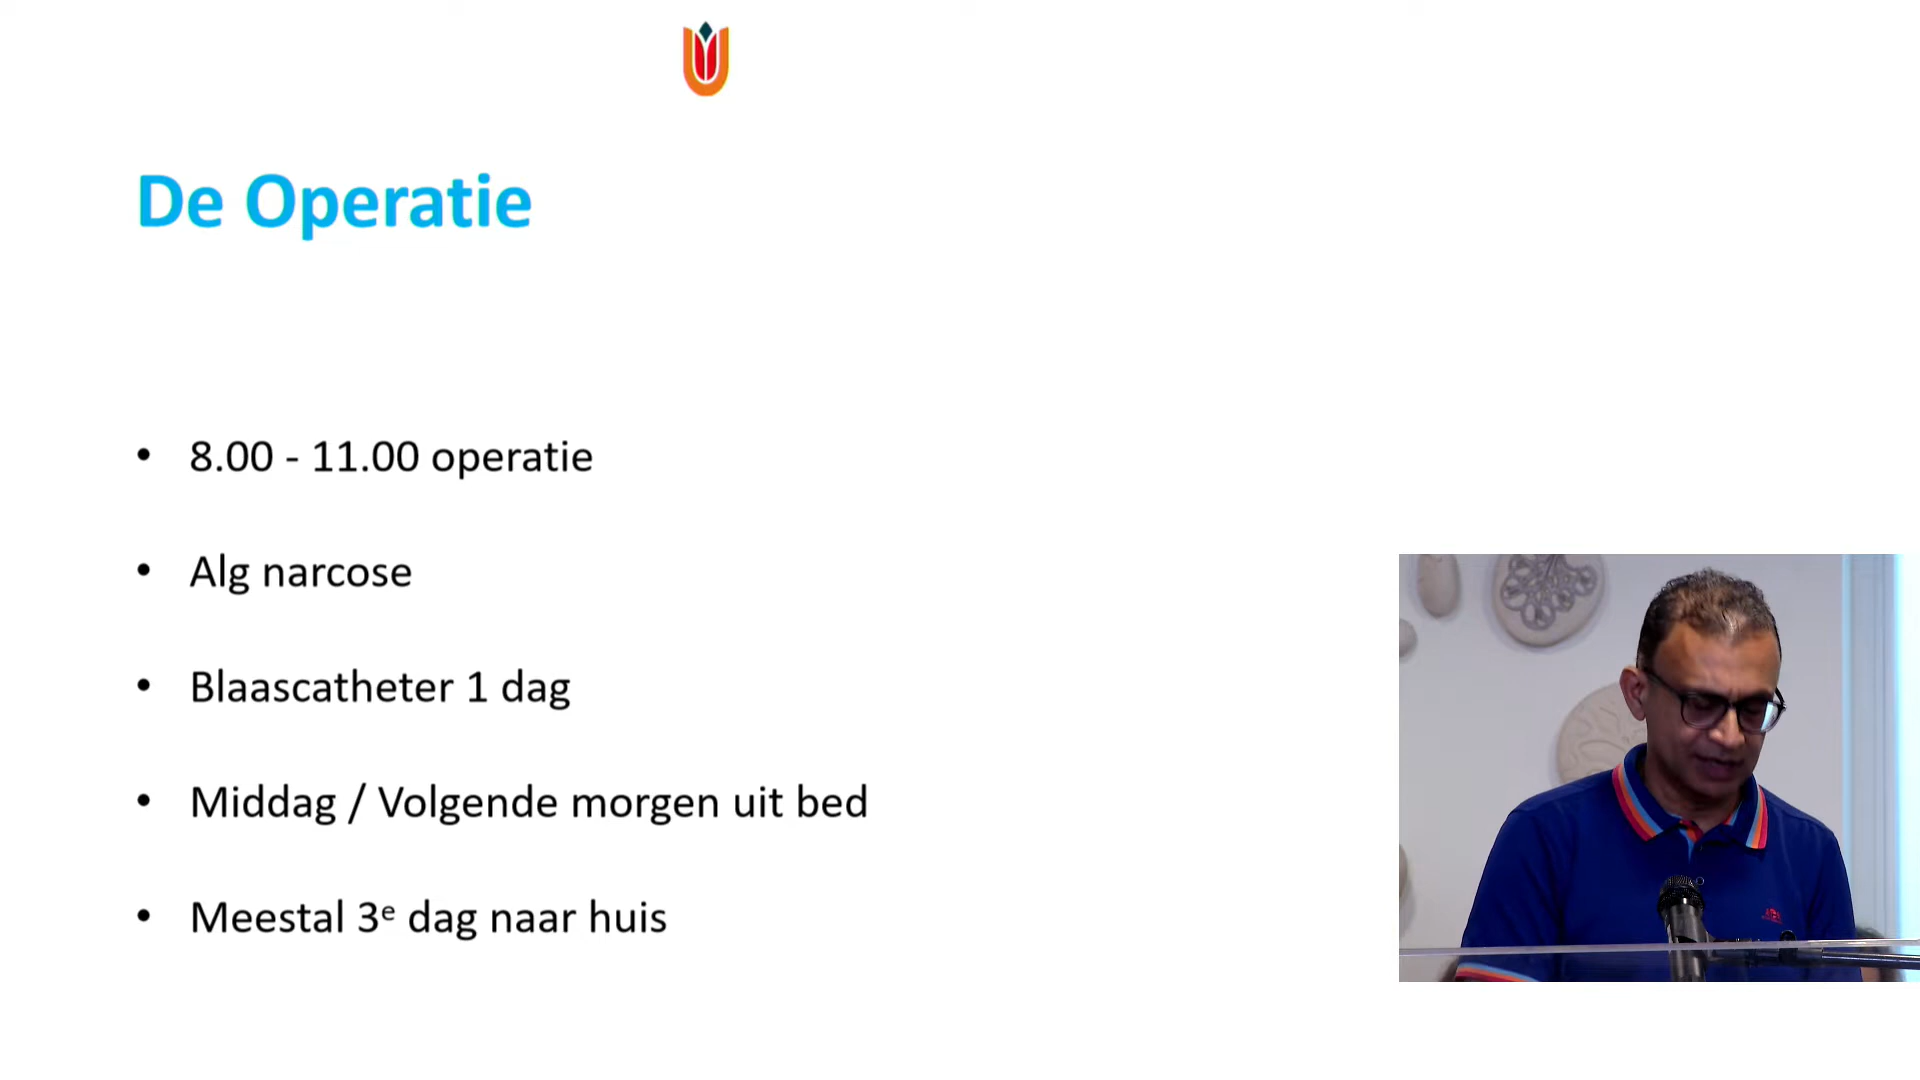 De Operatie
• 8.00 - 11.00 operatie
• Alg narcose
• Blaascatheter 1 dag
• Middag / Volgende morgen uit bed
• Meestal 3ᵉ dag naar huis